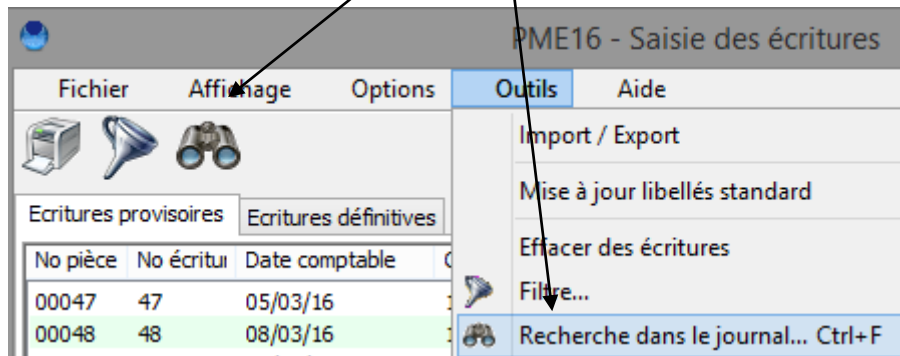 PME16 - Saisie des écritures
Fichier Affichage Options Outils Aide
Import / Export
Mise à jour libellés standard
Ecritures provisoires Ecritures définitives
Effacer des écritures
No pièce No écritur Date comptable
Filtre...
00047 47 05/03/16
Recherche dans le journal... Ctrl+F
00048 48 08/03/16